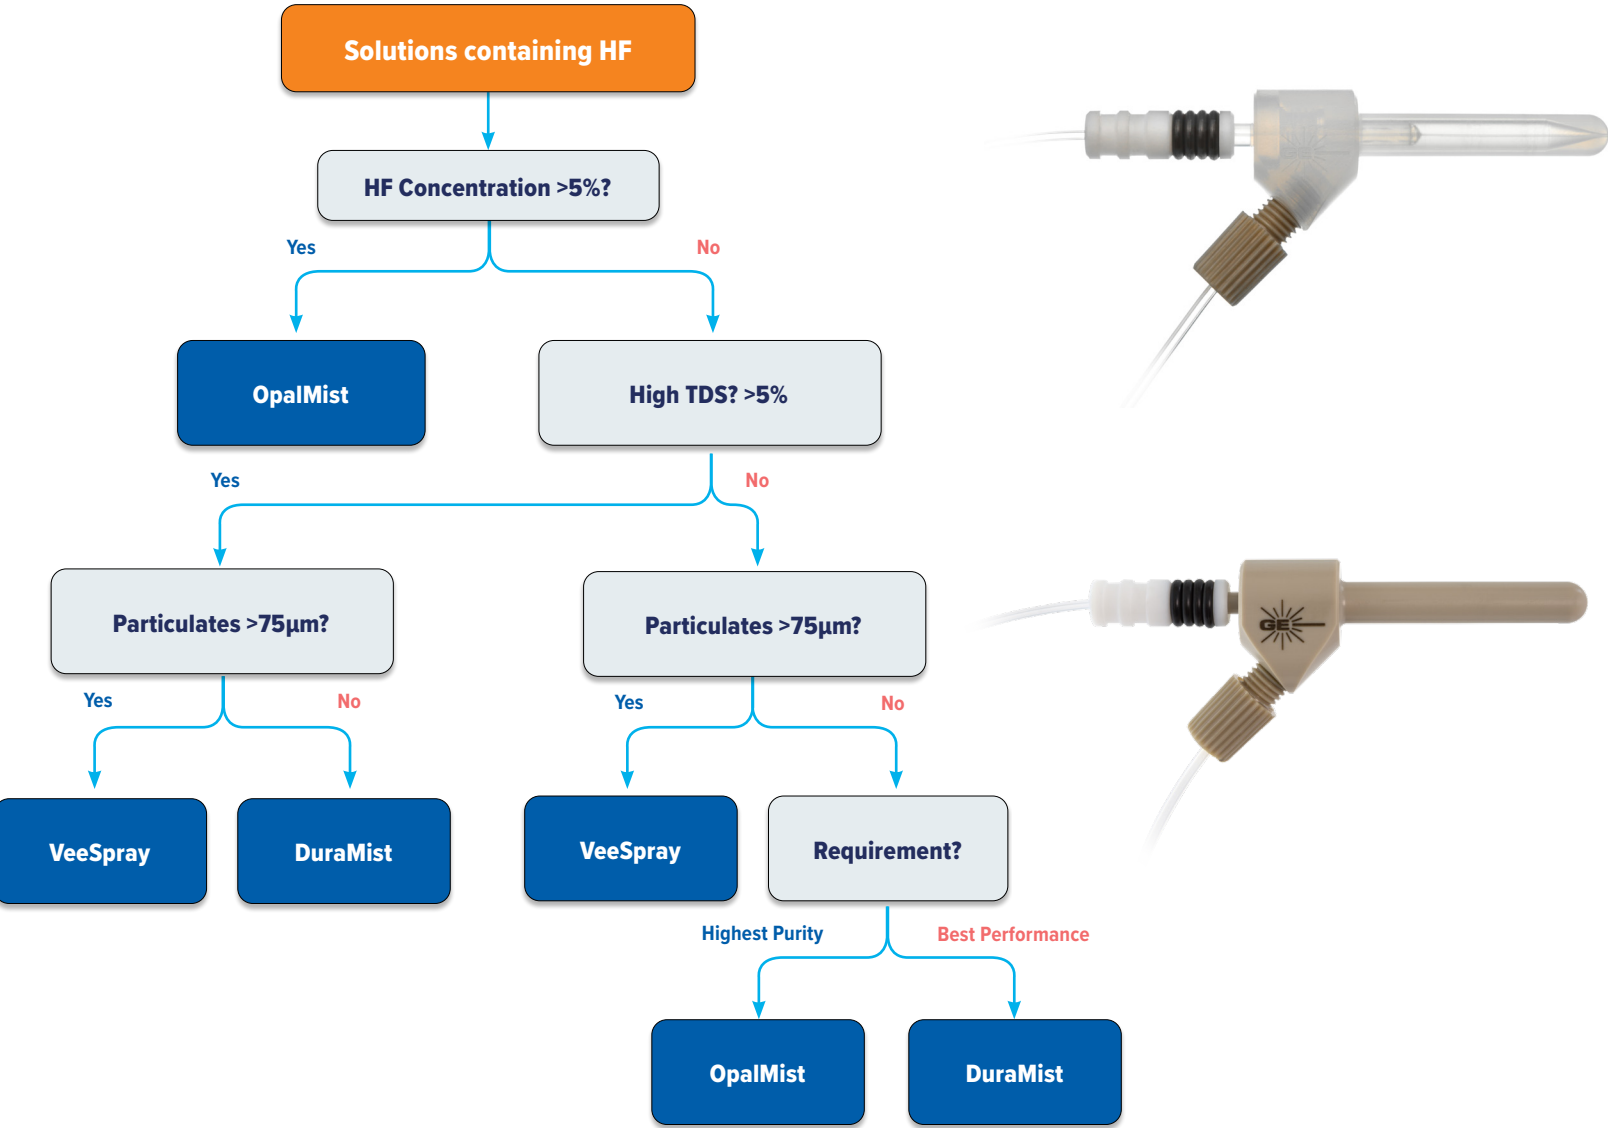 Solutions containing HF
HF Concentration >5%?
Yes
No
OpalMist
High TDS? >5%
Yes
No
Particulates >75µm?
Particulates >75µm?
Yes
No
Yes
No
VeeSpray
DuraMist
VeeSpray
Requirement?
Highest Purity
Best Performance
OpalMist
DuraMist
GE